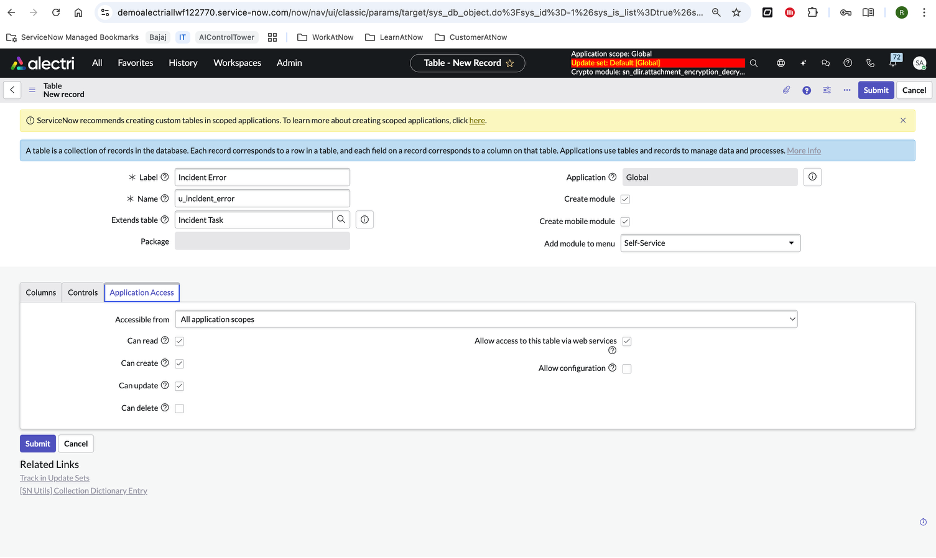 demoalectriallwf122770.service-now.com/now/nav/ui/classic/params/target/sys_db_object.do%3Fsys_id%3D-1%26sys_is_list%3Dtrue%26s...
R
ServiceNow Managed Bookmarks Bajaj IT AIControlTower WorkAtNow LearnAtNow CustomerAtNow
alectri All Favorites History Workspaces Admin Table - New Record
Application scope: Global
Update set: Default [Global]
Crypto module: sn_dlir.attachment_encryption_decry...
72
SA
Table
New record
Submit Cancel
ServiceNow recommends creating custom tables in scoped applications. To learn more about creating scoped applications, click here.
A table is a collection of records in the database. Each record corresponds to a row in a table, and each field on a record corresponds to a column on that table. Applications use tables and records to manage data and processes. More Info
Label Incident Error Application Global
Name u_incident_error Create module
Extends table Incident Task Create mobile module
Package Add module to menu Self-Service
Columns Controls Application Access
Accessible from All application scopes
Can read Allow access to this table via web services
Can create Allow configuration
Can update
Can delete
Submit Cancel
Related Links
Track in Update Sets
[SN Utils] Collection Dictionary Entry